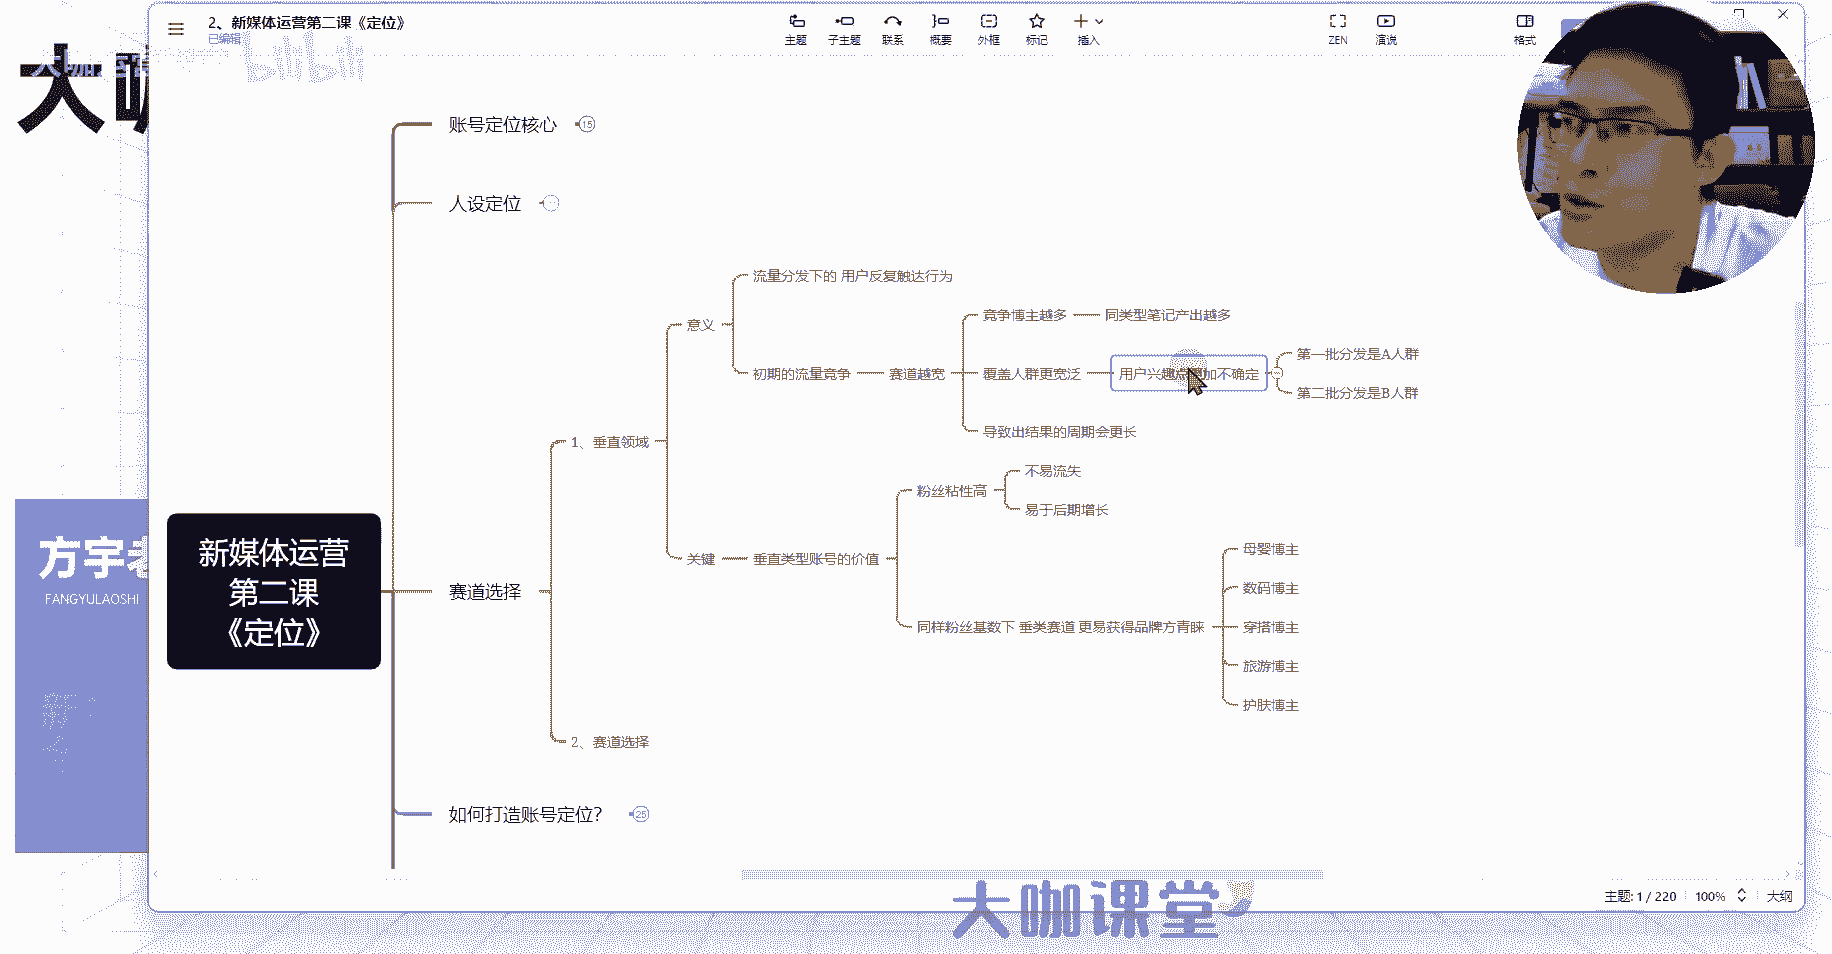 2、新媒体运营第二课《定位》
已编辑
主题
子主题
联系
概要
外框
标记
插入
ZEN
演说
格式
bilibili
大咖
账号定位核心
15
人设定位
流量分发下的 用户反复触达行为
意义
竞争博主越多
同类型笔记产出越多
初期的流量竞争
赛道越宽
覆盖人群更宽泛
用户兴趣点更加不确定
第一批分发是A人群
第二批分发是B人群
导致出结果的周期会更长
1、垂直领域
粉丝粘性高
不易流失
易于后期增长
关键
垂直类型账号的价值
同样粉丝基数下 垂类赛道 更易获得品牌方青睐
母婴博主
数码博主
穿搭博主
旅游博主
护肤博主
新媒体运营
第二课
《定位》
赛道选择
2、赛道选择
如何打造账号定位？
25
方宇老
FANGYULAOSHI
大咖课堂
主题: 1 / 220
100%
大纲